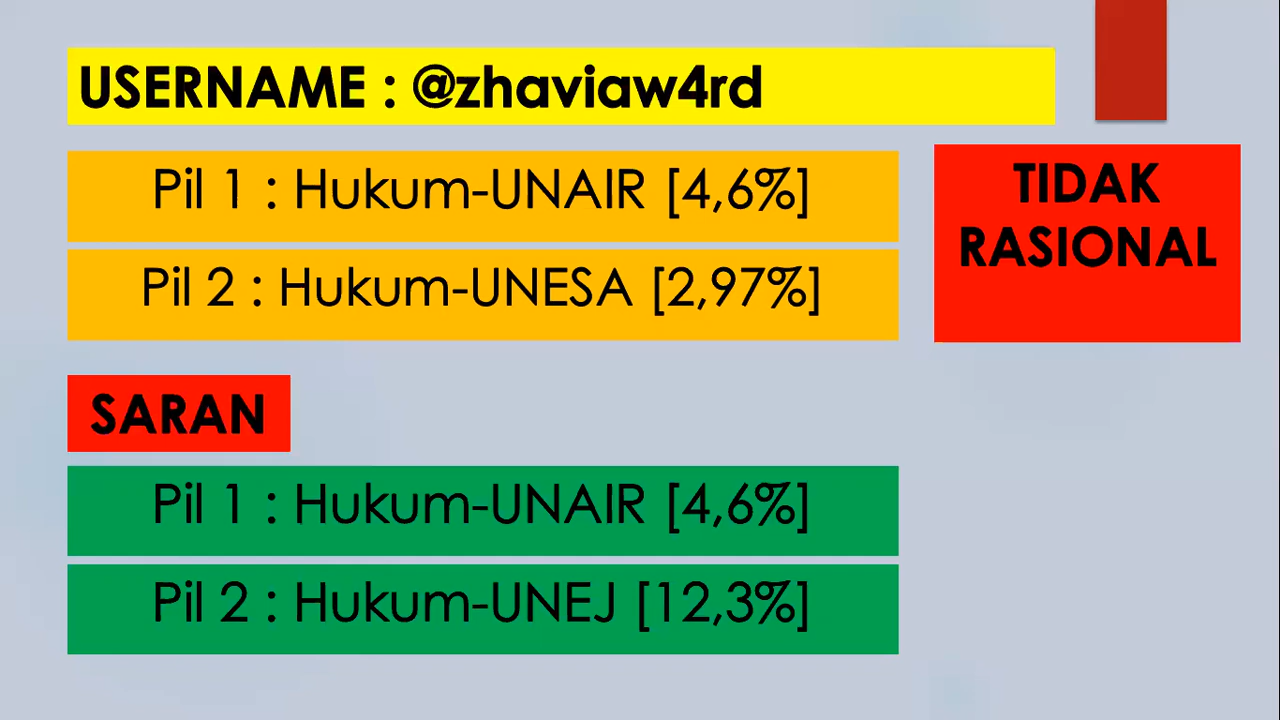 USERNAME : @zhaviaw4rd
Pil 1 : Hukum-UNAIR [4,6%]
Pil 2 : Hukum-UNESA [2,97%]
TIDAK
RASIONAL
SARAN
Pil 1 : Hukum-UNAIR [4,6%]
Pil 2 : Hukum-UNEJ [12,3%]